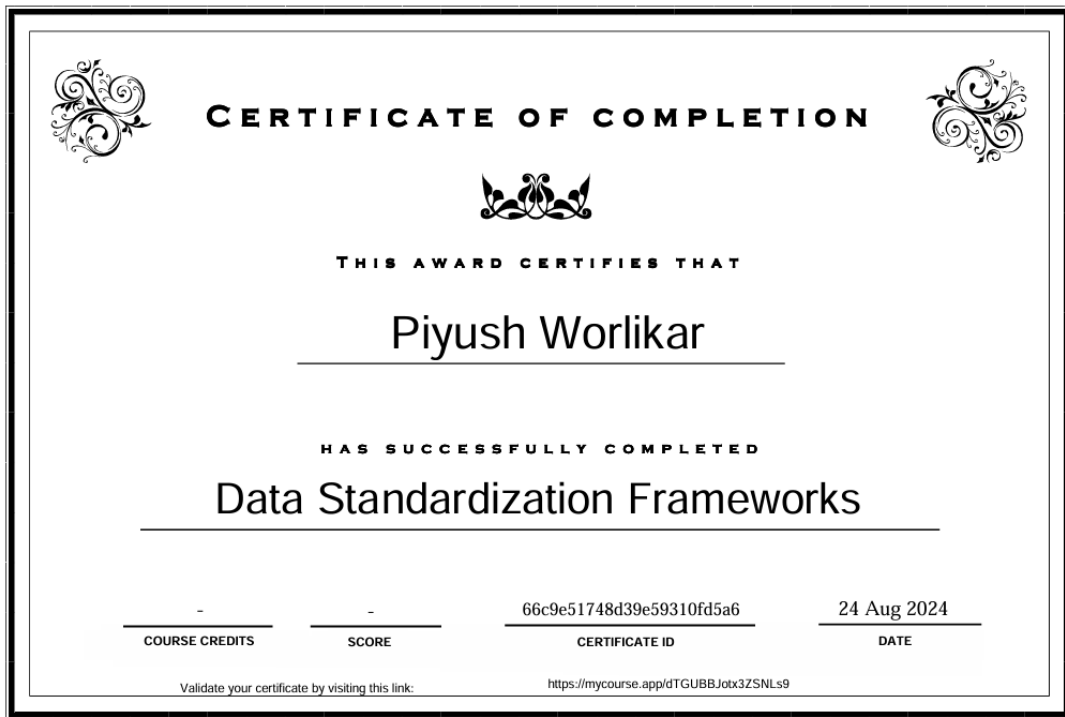 CERTIFICATE OF COMPLETION
THIS AWARD CERTIFIES THAT
Piyush Worlikar
HAS SUCCESSFULLY COMPLETED
Data Standardization Frameworks
- - 66c9e51748d39e59310fd5a6 24 Aug 2024
COURSE CREDITS SCORE CERTIFICATE ID DATE
Validate your certificate by visiting this link: https://mycourse.app/dTGUBBJotx3ZSNLs9